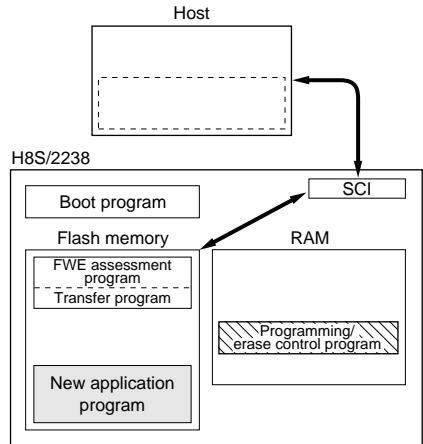 Host
H8S/2238
SCI
Boot program
Flash memory
FWE assessment
program
Transfer program
New application
program
RAM
Programming/
erase control program